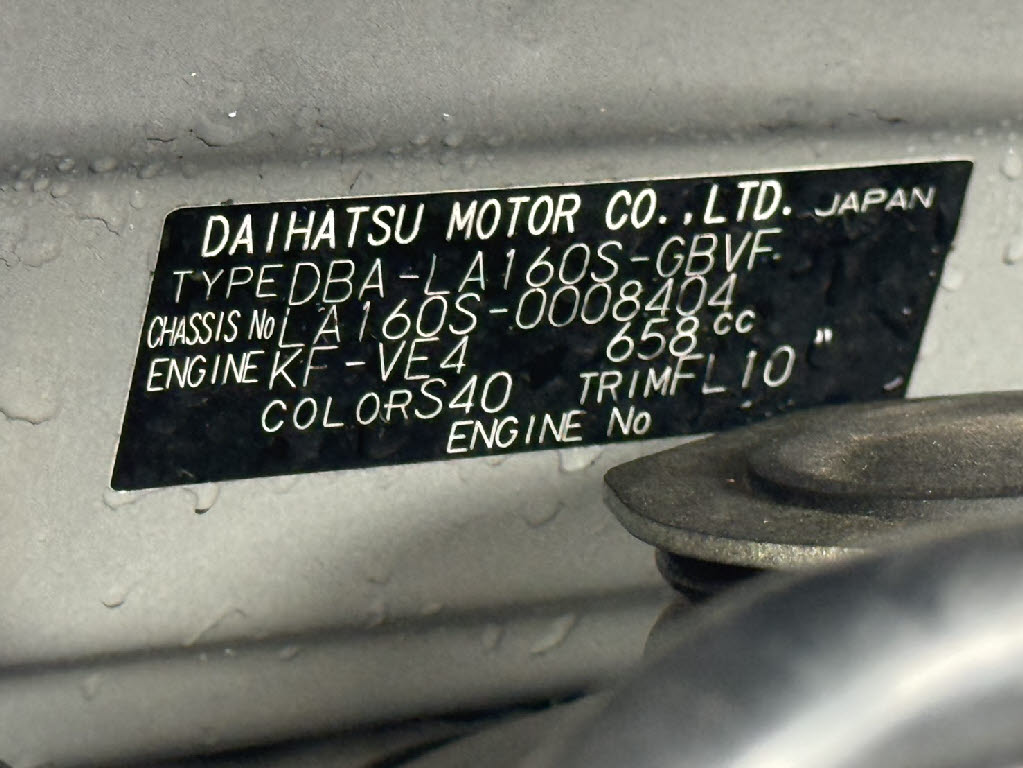 DAIHATSU MOTOR CO.,LTD. JAPAN
TYPE DBA-LA160S-GBVF
CHASSIS No LA160S-0008404
ENGINE KF-VE4 658 cc
COLOR S40 TRIM FL10 "
ENGINE No